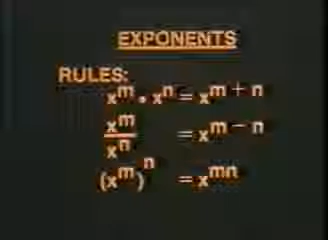 EXPONENTS
RULES:
xᵐ • xⁿ = xᵐ⁺ⁿ
xᵐ/xⁿ = xᵐ⁻ⁿ
(xᵐ)ⁿ = xᵐⁿ